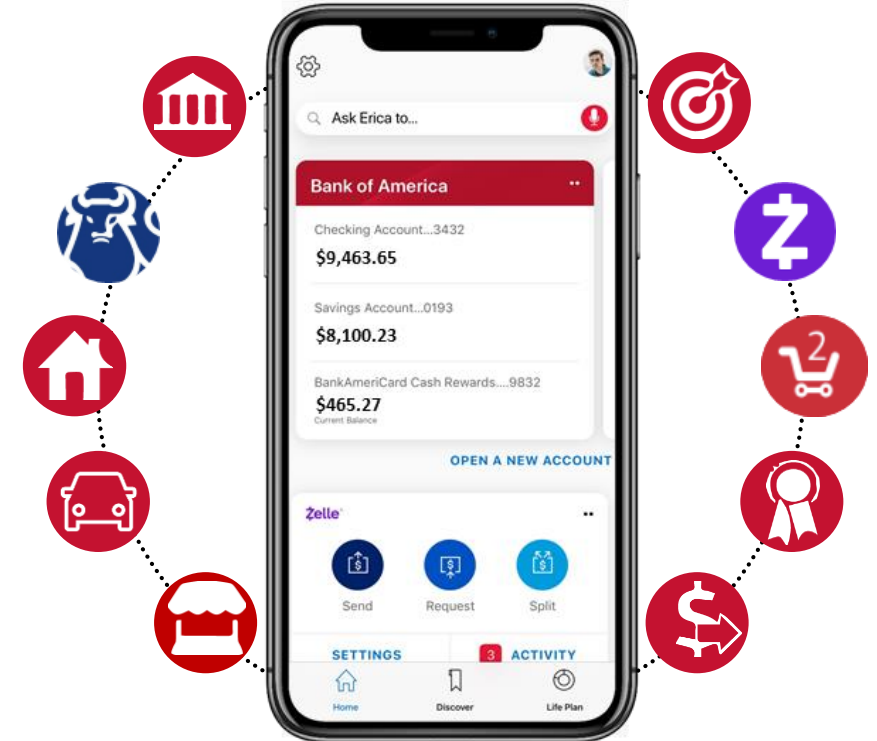 Ask Erica to...
Bank of America
Checking Account...3432
$9,463.65
Savings Account...0193
$8,100.23
BankAmeriCard Cash Rewards....9832
$465.27
Current Balance
OPEN A NEW ACCOUNT
Zelle
Send Request Split
SETTINGS 3 ACTIVITY
Home Discover Life Plan
Z
2
$